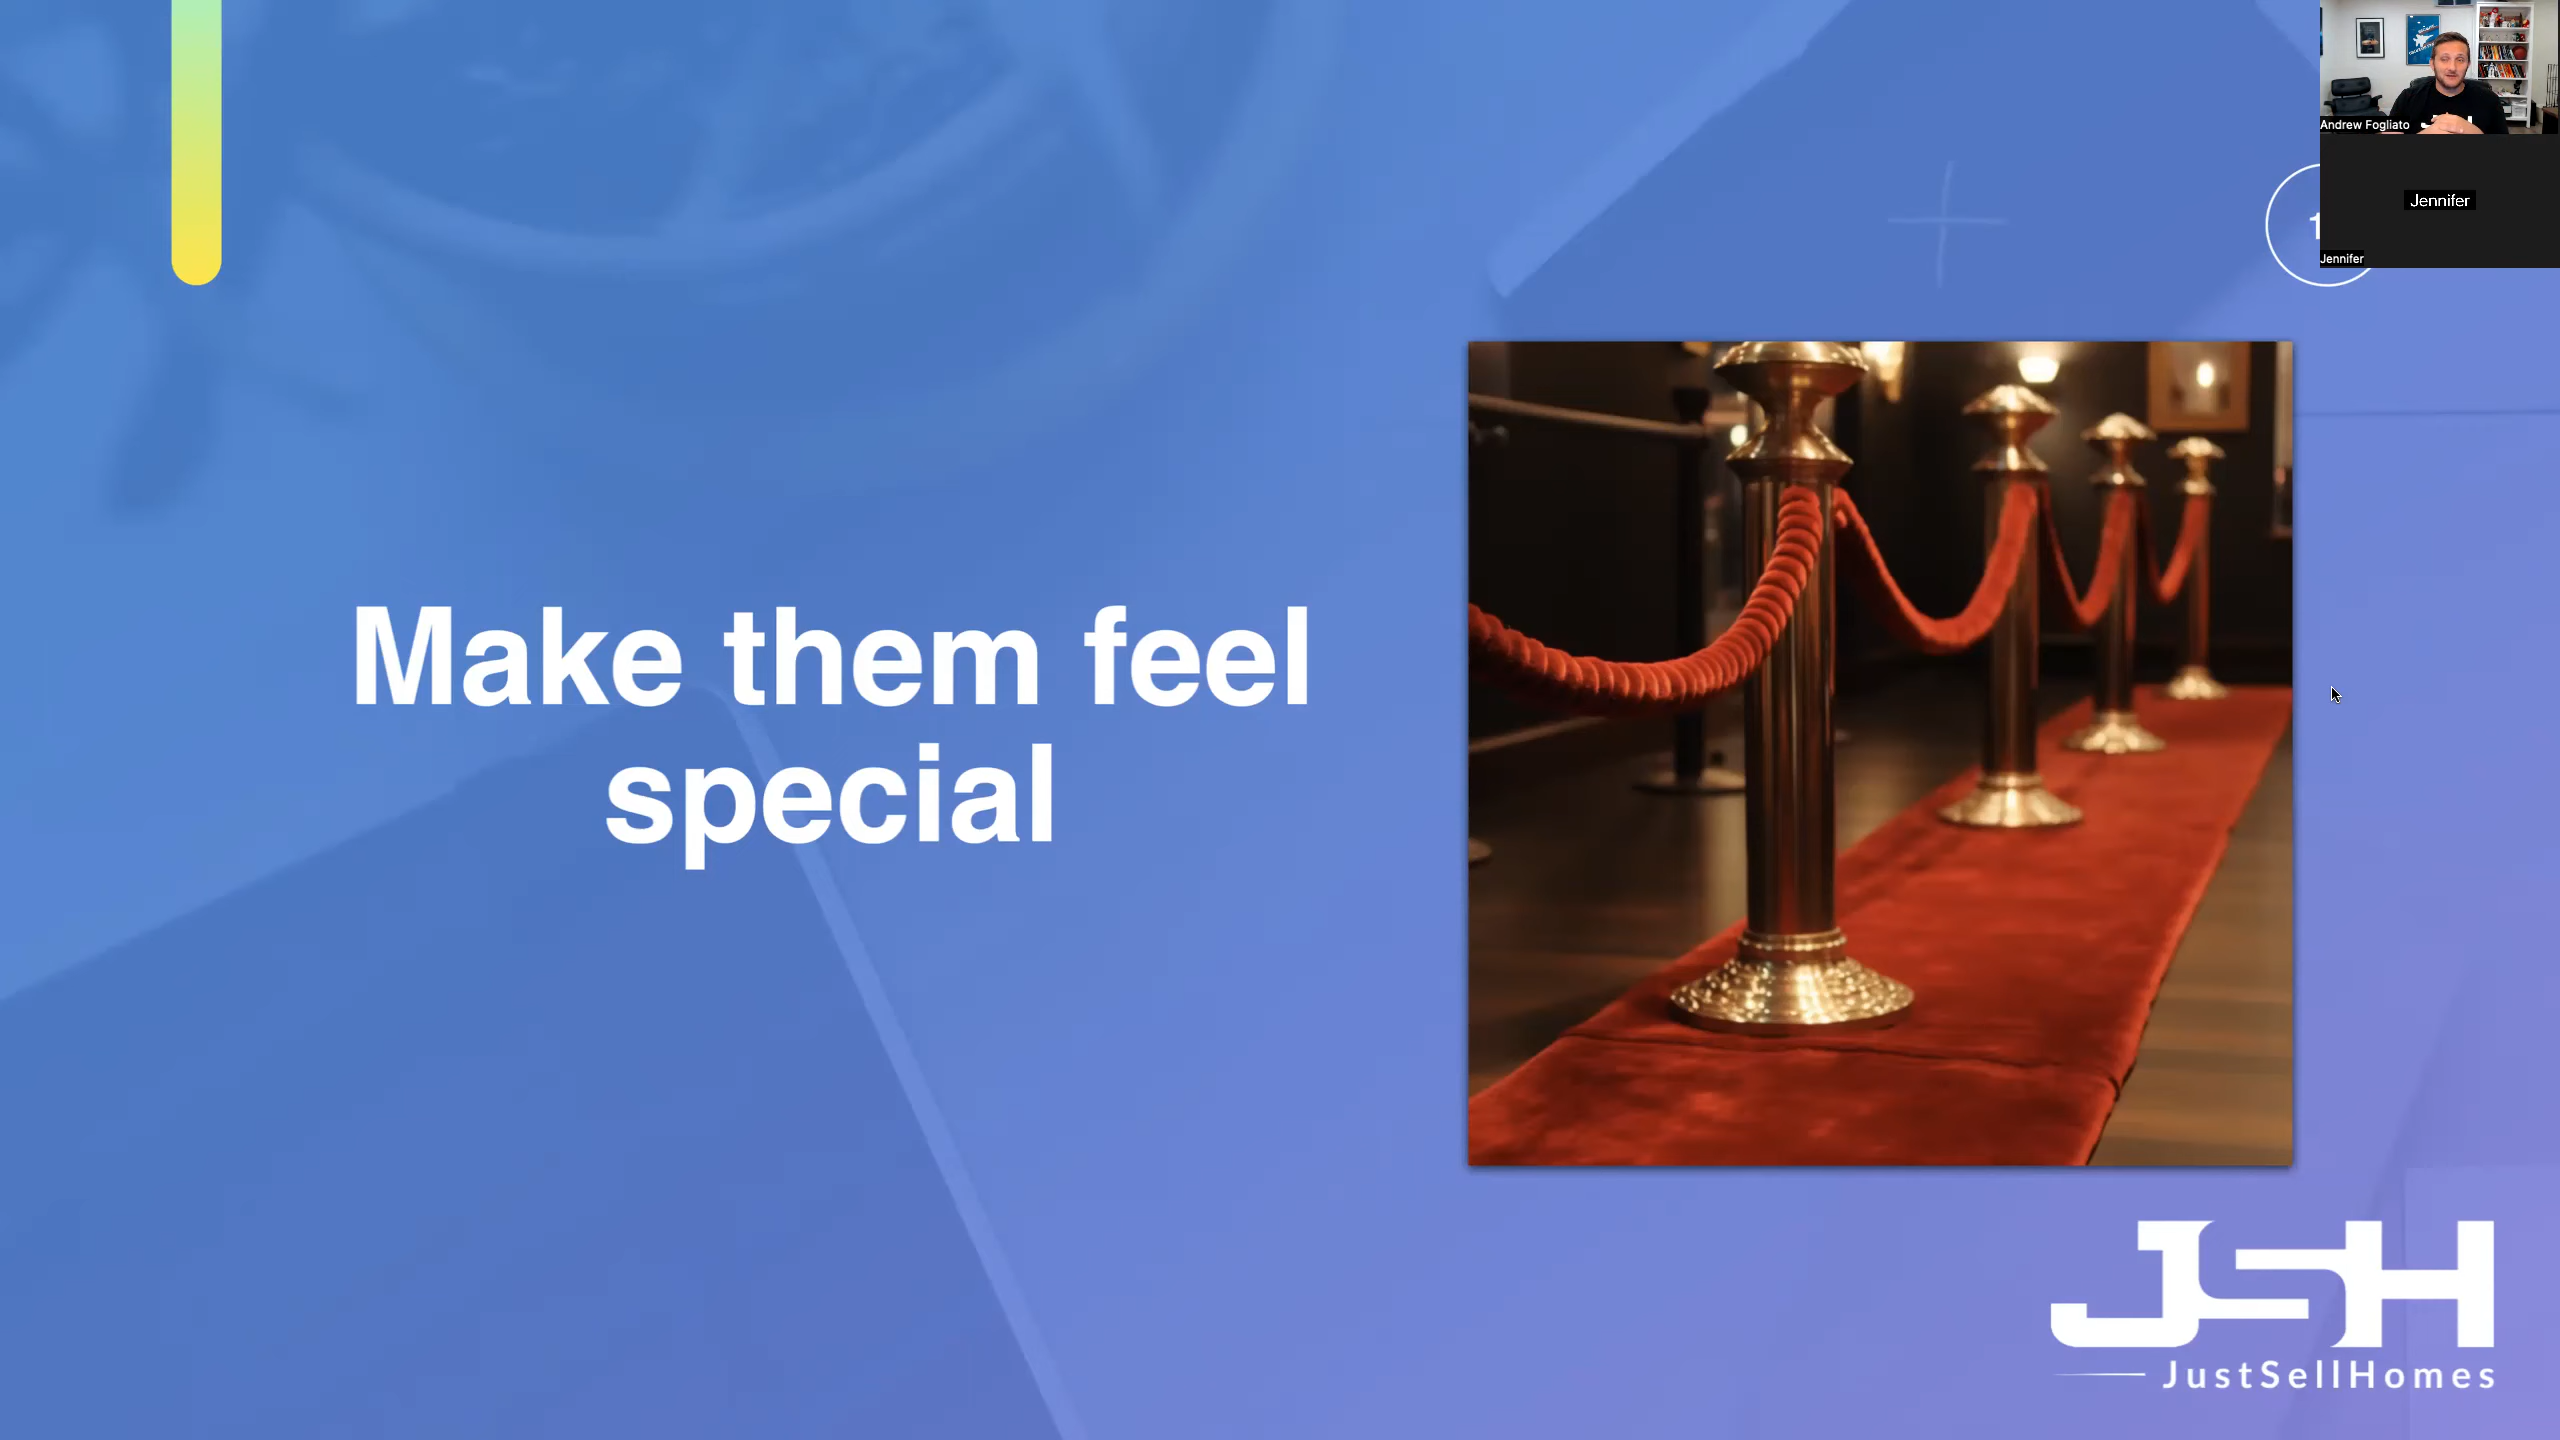 Andrew Fogliato
Jennifer
Jennifer
Make them feel
special
JSH
JustSellHomes